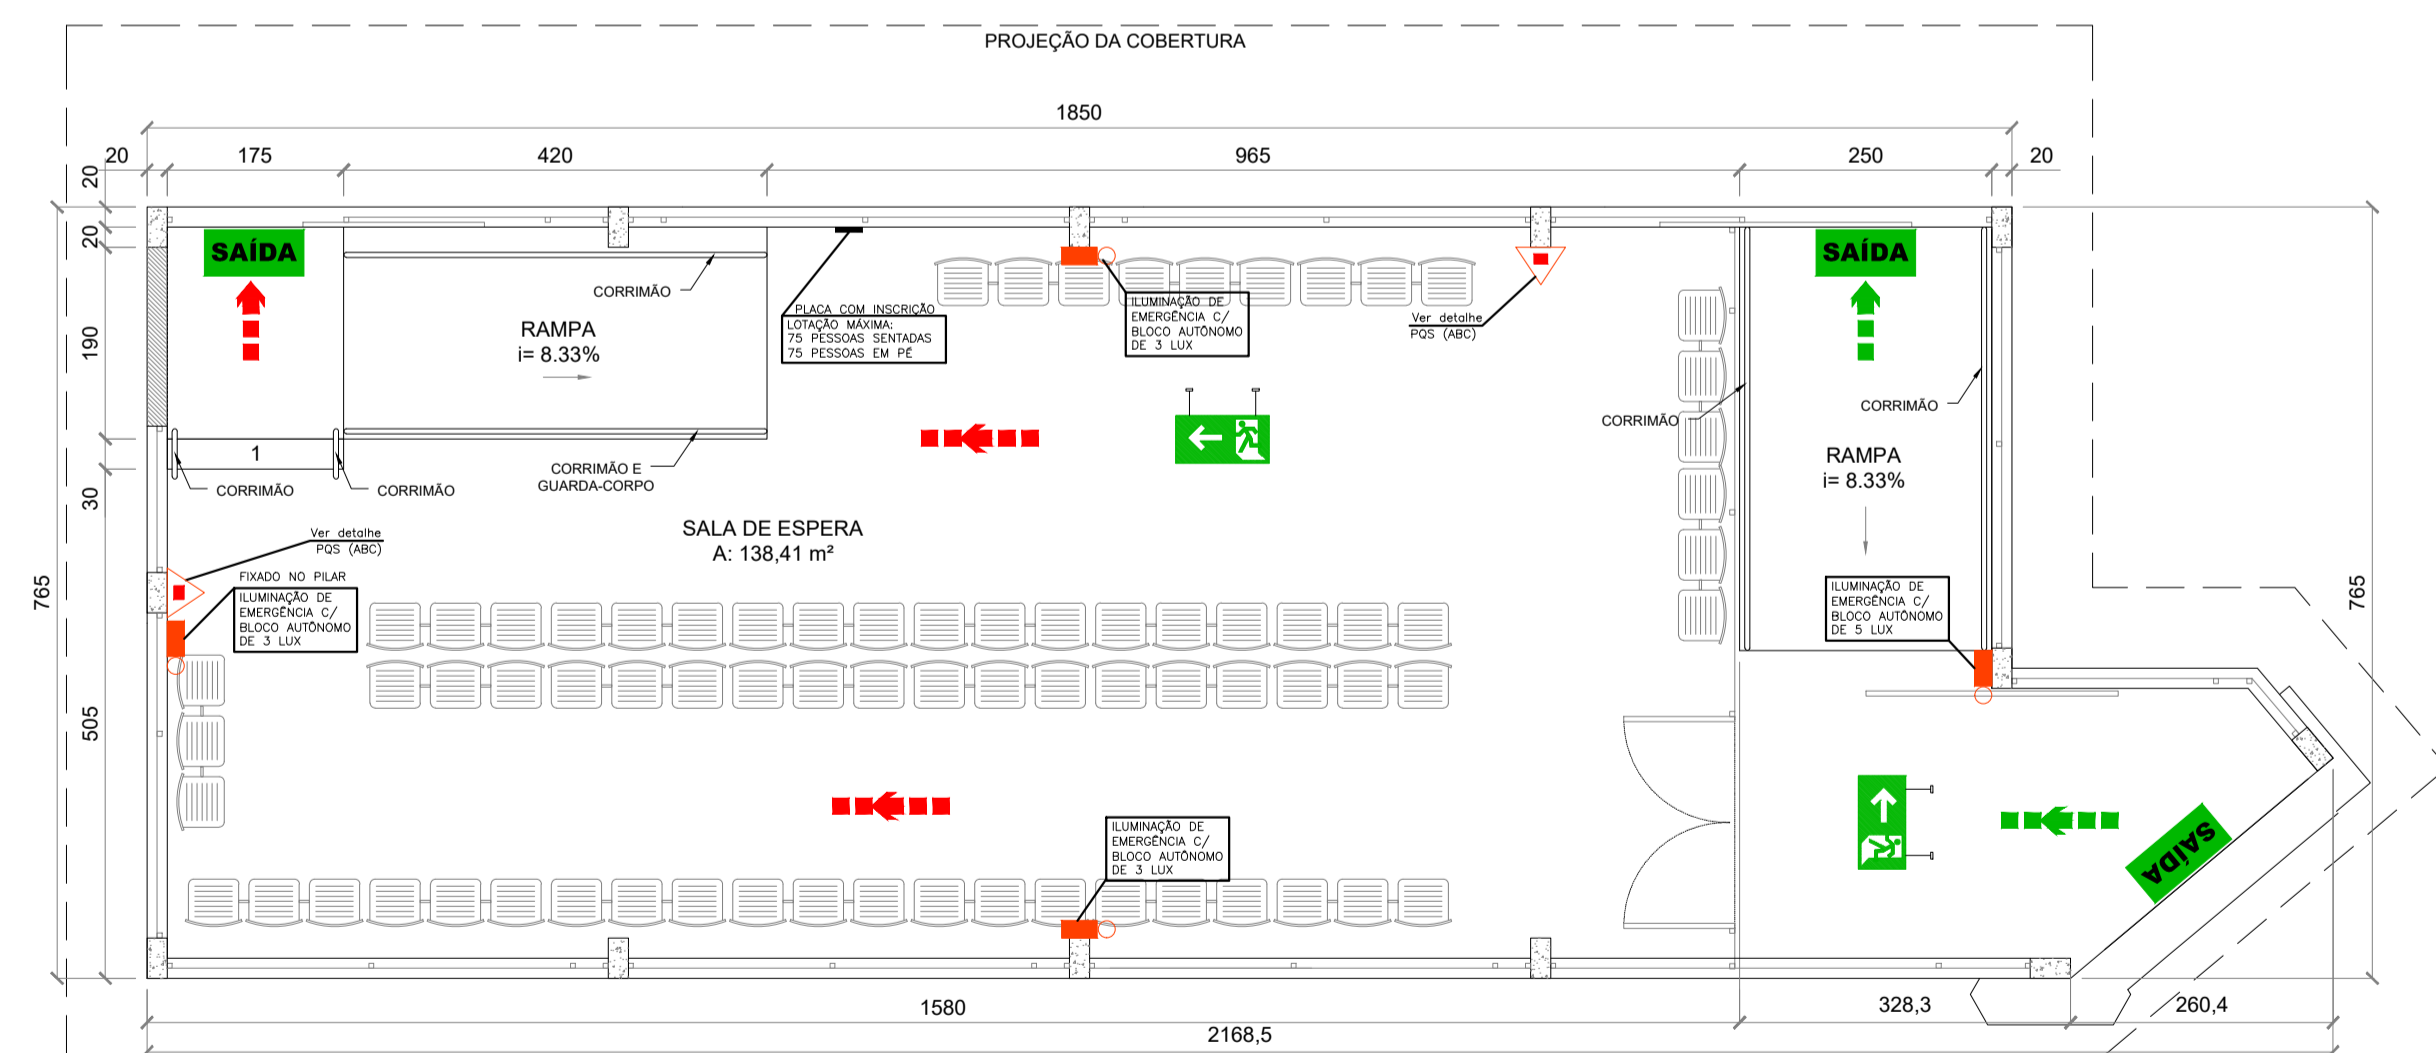 PROJEÇÃO DA COBERTURA
1850
20
175
420
965
250
20
20
20
190
30
505
765
765
SAÍDA
SAÍDA
CORRIMÃO
RAMPA
i= 8.33%
PLACA COM INSCRIÇÃO
LOTAÇÃO MÁXIMA:
75 PESSOAS SENTADAS
75 PESSOAS EM PÉ
ILUMINAÇÃO DE
EMERGÊNCIA C/
BLOCO AUTÔNOMO
DE 3 LUX
Ver detalhe
PQS (ABC)
CORRIMÃO
CORRIMÃO
RAMPA
i= 8.33%
1
CORRIMÃO
CORRIMÃO
CORRIMÃO E
GUARDA-CORPO
SALA DE ESPERA
A: 138,41 m²
Ver detalhe
PQS (ABC)
FIXADO NO PILAR
ILUMINAÇÃO DE
EMERGÊNCIA C/
BLOCO AUTÔNOMO
DE 3 LUX
ILUMINAÇÃO DE
EMERGÊNCIA C/
BLOCO AUTÔNOMO
DE 5 LUX
ILUMINAÇÃO DE
EMERGÊNCIA C/
BLOCO AUTÔNOMO
DE 3 LUX
SAÍDA
1580
328,3
260,4
2168,5